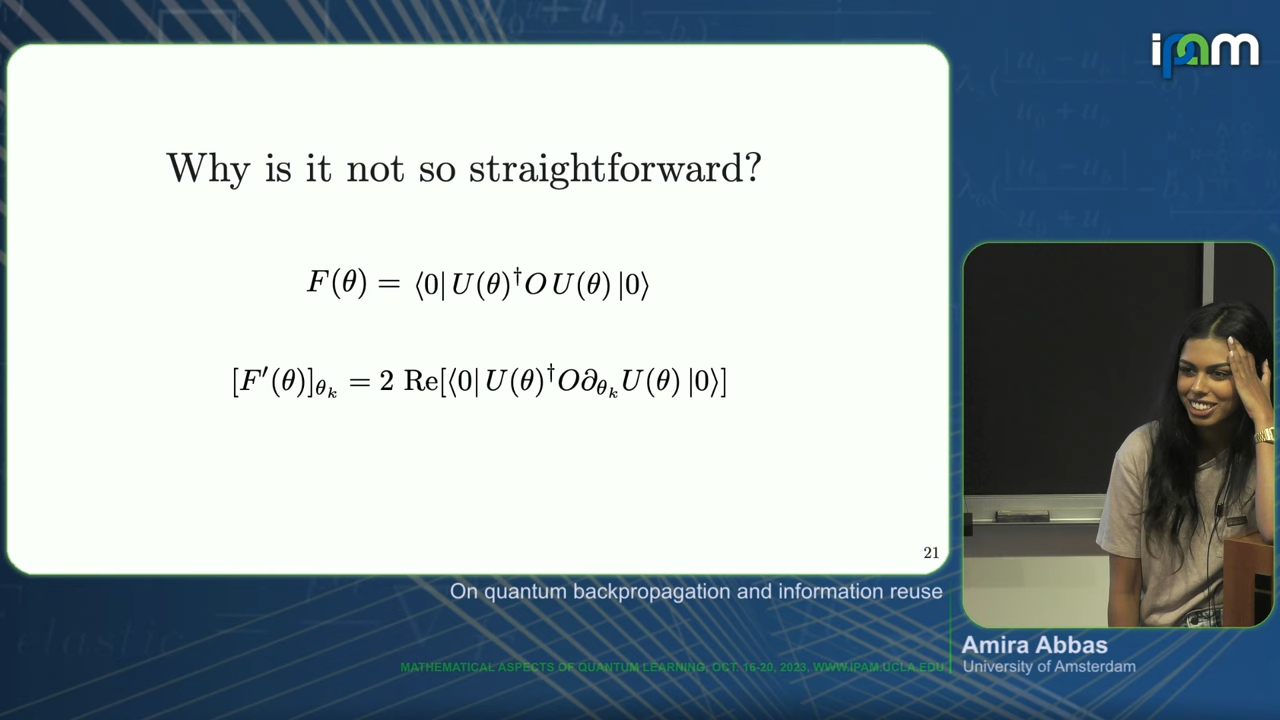 ipam
Why is it not so straightforward?
F(θ) = ⟨0| U(θ)†O U(θ) |0⟩
[F′(θ)]θₖ = 2 Re[⟨0| U(θ)†O∂θₖU(θ) |0⟩]
21
On quantum backpropagation and information reuse
Amira Abbas
MATHEMATICAL ASPECTS OF QUANTUM LEARNING, OCT. 16-20, 2023, WWW.IPAM.UCLA.EDU
University of Amsterdam